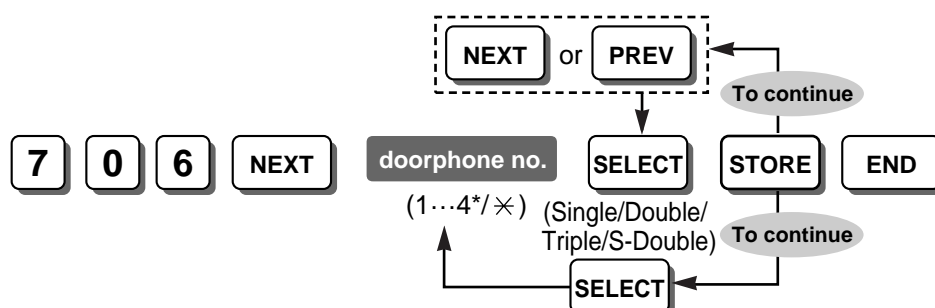 NEXT or PREV
To continue
7 0 6 NEXT doorphone no. SELECT STORE END
(1···4*/✳) (Single/Double/
Triple/S-Double) To continue
SELECT